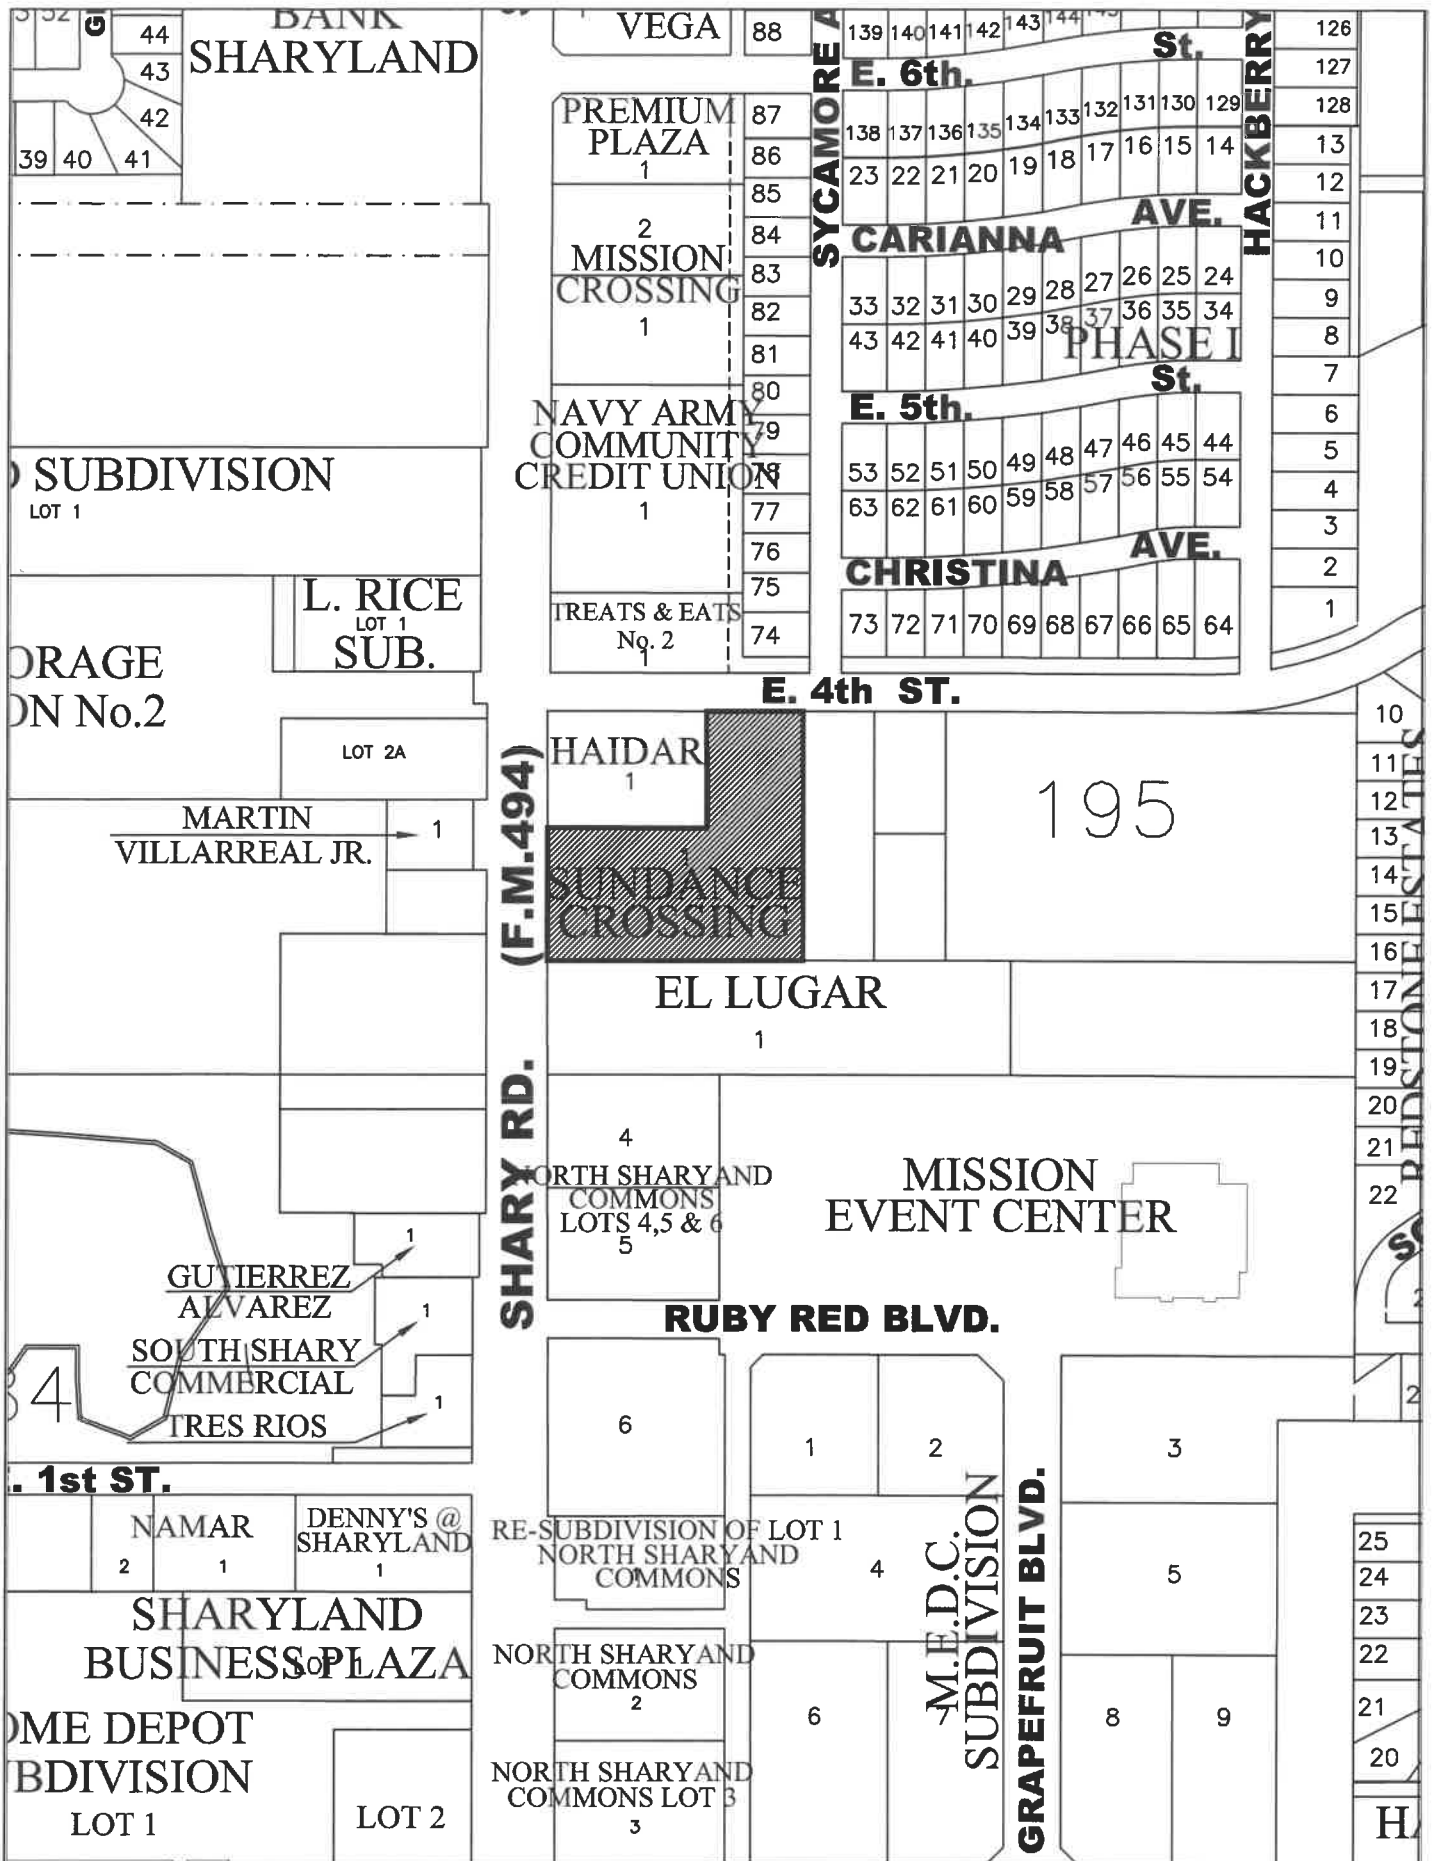 BANK
SHARYLAND
44
43
42
39 40 41
VEGA
88
PREMIUM
PLAZA
1
2
MISSION
CROSSING
1
NAVY ARMY
COMMUNITY
CREDIT UNION
1
TREATS & EATS
No. 2
1
87
86
85
84
83
82
81
80
79
78
77
76
75
74
SYCAMORE
139 140 141 142 143 144
E. 6th. St.
138 137 136 135 134 133 132 131 130 129
23 22 21 20 19 18 17 16 15 14
CARIANNA AVE.
33 32 31 30 29 28 27 26 25 24
43 42 41 40 39 38 37 36 35 34
PHASE I
E. 5th. St.
53 52 51 50 49 48 47 46 45 44
63 62 61 60 59 58 57 56 55 54
CHRISTINA AVE.
73 72 71 70 69 68 67 66 65 64
HACKBERRY
126
127
128
13
12
11
10
9
8
7
6
5
4
3
2
1
SUBDIVISION
LOT 1
L. RICE
LOT 1
SUB.
ORAGE
ON No.2
LOT 2A
MARTIN
VILLARREAL JR.
1
E. 4th ST.
HAIDAR
1
1
SUNDANCE
CROSSING
195
(F.M.494)
SHARY RD.
EL LUGAR
1
10
11
12
13
14
15
16
17
18
19
20
21
22
REDSTONE ESTATES
4
NORTH SHARYAND
COMMONS
LOTS 4,5 & 6
5
MISSION
EVENT CENTER
GUTIERREZ
ALVAREZ
1
SOUTH SHARY
COMMERCIAL
1
TRES RIOS
1
34
RUBY RED BLVD.
6
1
2
3
4
5
6
7
8
9
M.E.D.C.
SUBDIVISION
GRAPEFRUIT BLVD.
1st ST.
NAMAR
2
1
DENNY'S @
SHARYLAND
1
RE-SUBDIVISION OF LOT 1
NORTH SHARYAND
COMMONS
SHARYLAND
BUSINESS PLAZA
LOT 1
NORTH SHARYAND
COMMONS
2
NORTH SHARYAND
COMMONS LOT 3
3
OME DEPOT
BDIVISION
LOT 1
LOT 2
25
24
23
22
21
20